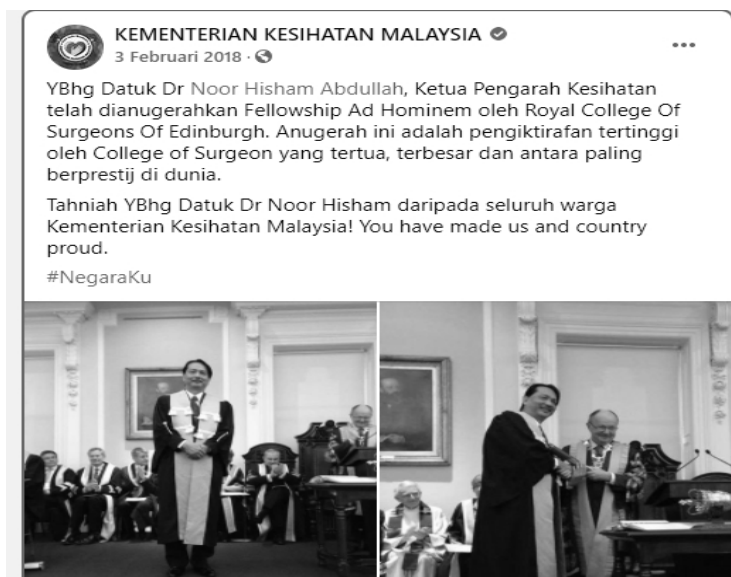 KEMENTERIAN KESIHATAN MALAYSIA
3 Februari 2018 ·
YBhg Datuk Dr Noor Hisham Abdullah, Ketua Pengarah Kesihatan
telah dianugerahkan Fellowship Ad Hominem oleh Royal College Of
Surgeons Of Edinburgh. Anugerah ini adalah pengiktirafan tertinggi
oleh College of Surgeon yang tertua, terbesar dan antara paling
berprestij di dunia.
Tahniah YBhg Datuk Dr Noor Hisham daripada seluruh warga
Kementerian Kesihatan Malaysia! You have made us and country
proud.
#NegaraKu